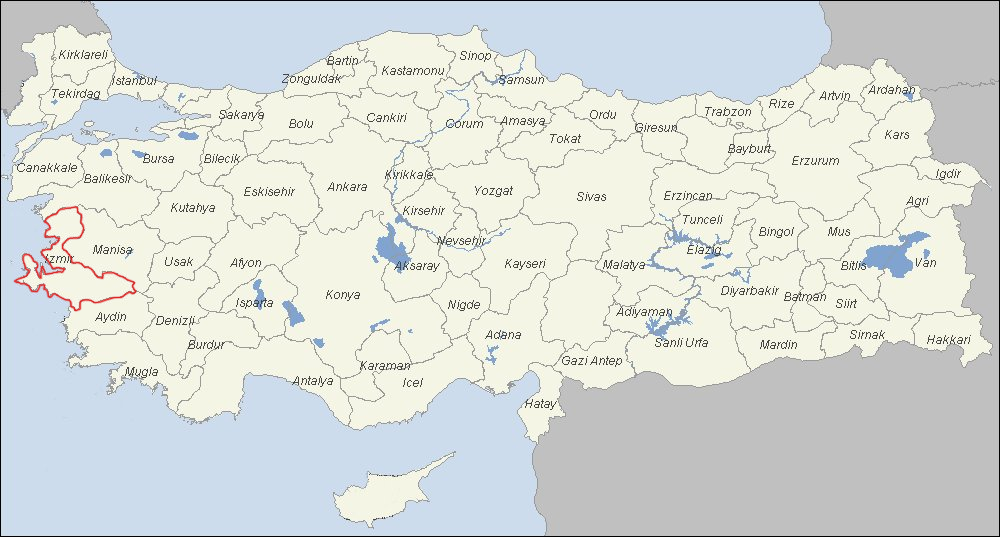 Kirklareli
Tekirdag
Istanbul
Sakarya
Zonguldak
Bartin
Kastamonu
Sinop
Samsun
Bolu
Cankiri
Corum
Amasya
Tokat
Ordu
Giresun
Trabzon
Rize
Artvin
Ardahan
Kars
Bayburt
Erzurum
Igdir
Agri
Canakkale
Balikesir
Bursa
Bilecik
Eskisehir
Kutahya
Ankara
Kirikkale
Kirsehir
Yozgat
Sivas
Erzincan
Tunceli
Bingol
Mus
Elazig
Malatya
Bitlis
Van
Izmir
Manisa
Usak
Afyon
Isparta
Konya
Aksaray
Nevsehir
Kayseri
Nigde
Adana
Adiyaman
Diyarbakir
Batman
Siirt
Sirnak
Hakkari
Mardin
Sanli Urfa
Gazi Antep
Hatay
Icel
Karaman
Antalya
Burdur
Denizli
Aydin
Mugla